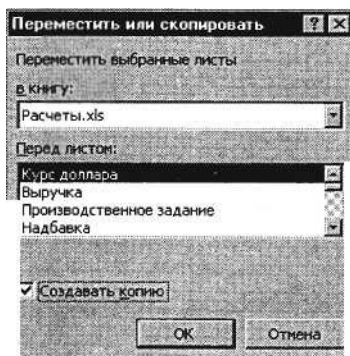 Переместить или скопировать
Переместить выбранные листы
в книгу:
Расчеты.xls
Перед листом:
Курс доллара
Выручка
Производственное задание
Надбавка
Создавать копию
ОК
Отмена